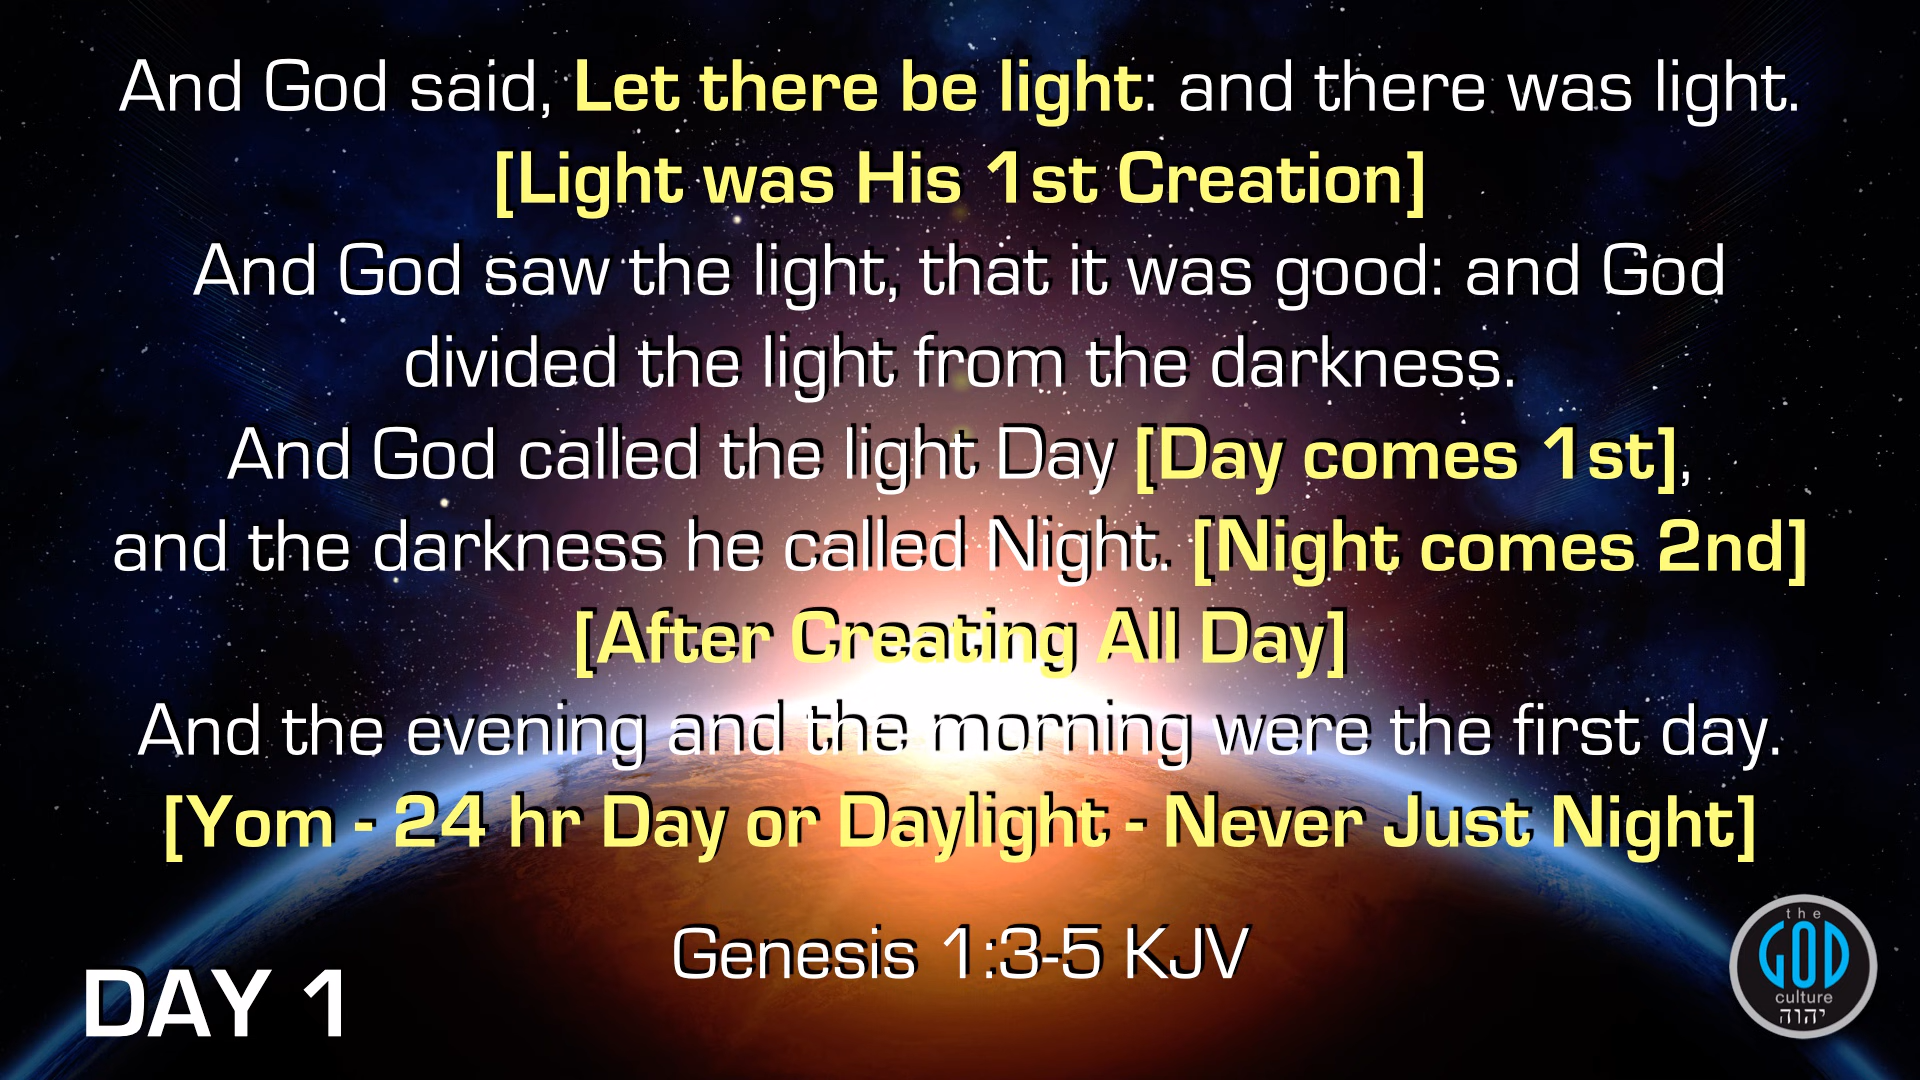 And God said, Let there be light: and there was light.
[Light was His 1st Creation]
And God saw the light, that it was good: and God
divided the light from the darkness.
And God called the light Day [Day comes 1st],
and the darkness he called Night. [Night comes 2nd]
[After Creating All Day]
And the evening and the morning were the first day.
[Yom - 24 hr Day or Daylight - Never Just Night]
Genesis 1:3-5 KJV
DAY 1
the
GOD
culture
יהוה